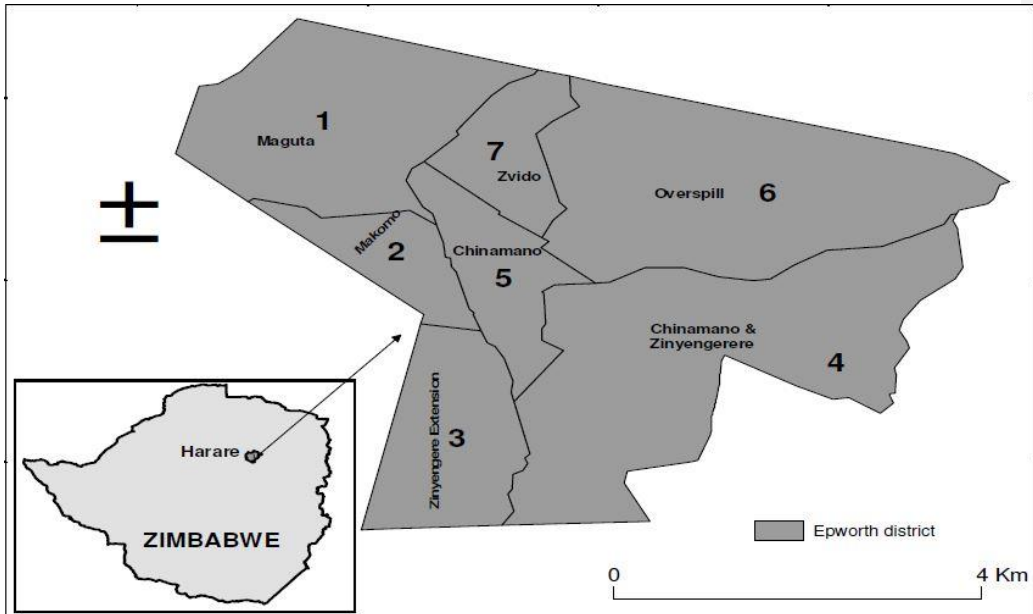 1
Maguta
7
Zvido
Overspill 6
Makomo
2
Chinamano
5
Chinamano &
Zinyengerere
4
Zinyengere Extension
3
Harare
ZIMBABWE
Epworth district
0 4 Km